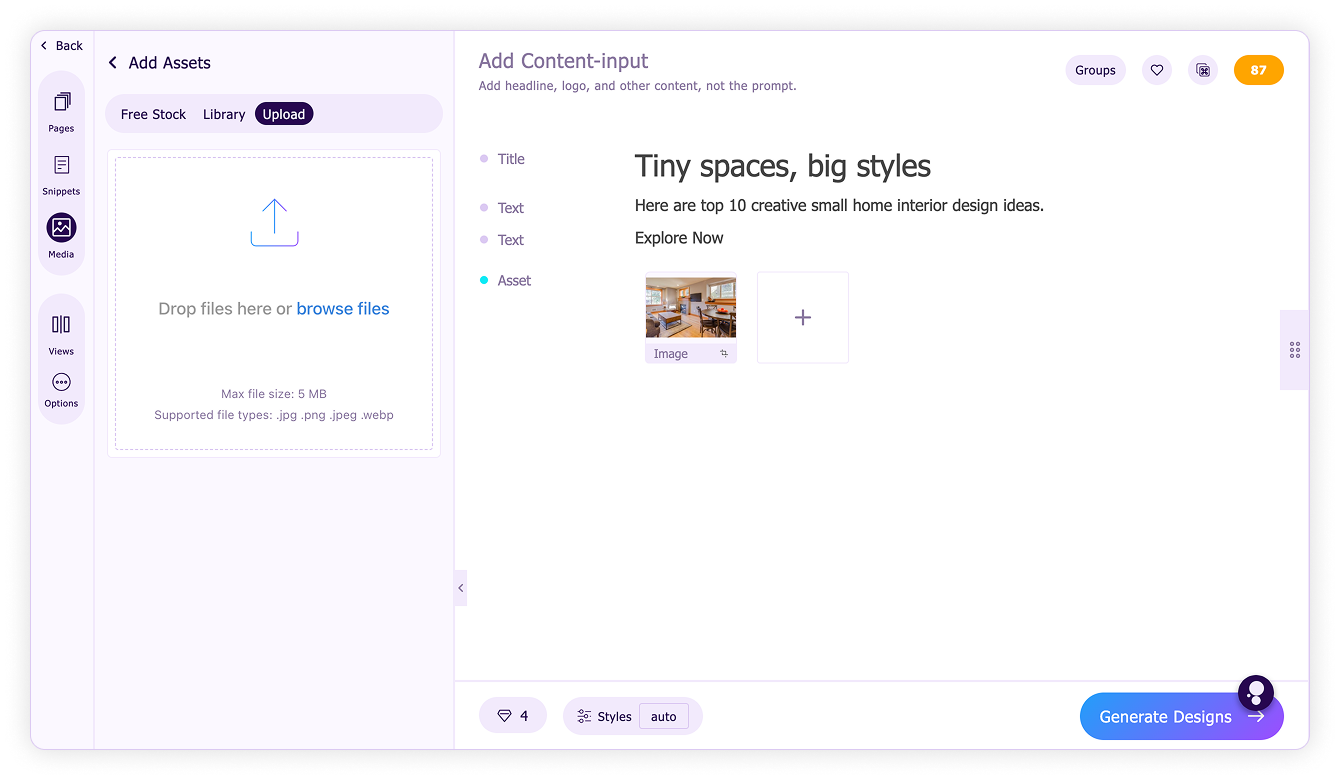 Back
Pages
Snippets
Media
Views
Options
Add Assets
Free Stock Library Upload
Drop files here or browse files
Max file size: 5 MB
Supported file types: .jpg .png .jpeg .webp
Add Content-input
Add headline, logo, and other content, not the prompt.
Groups
87
Title Tiny spaces, big styles
Text Here are top 10 creative small home interior design ideas.
Text Explore Now
Asset
Image
4
Styles auto
Generate Designs